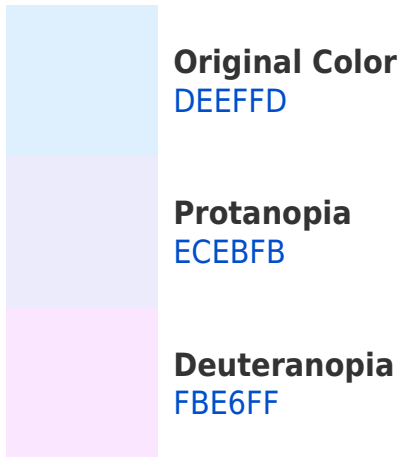 Original Color
DEEFFD
Protanopia
ECEBFB
Deuteranopia
FBE6FF